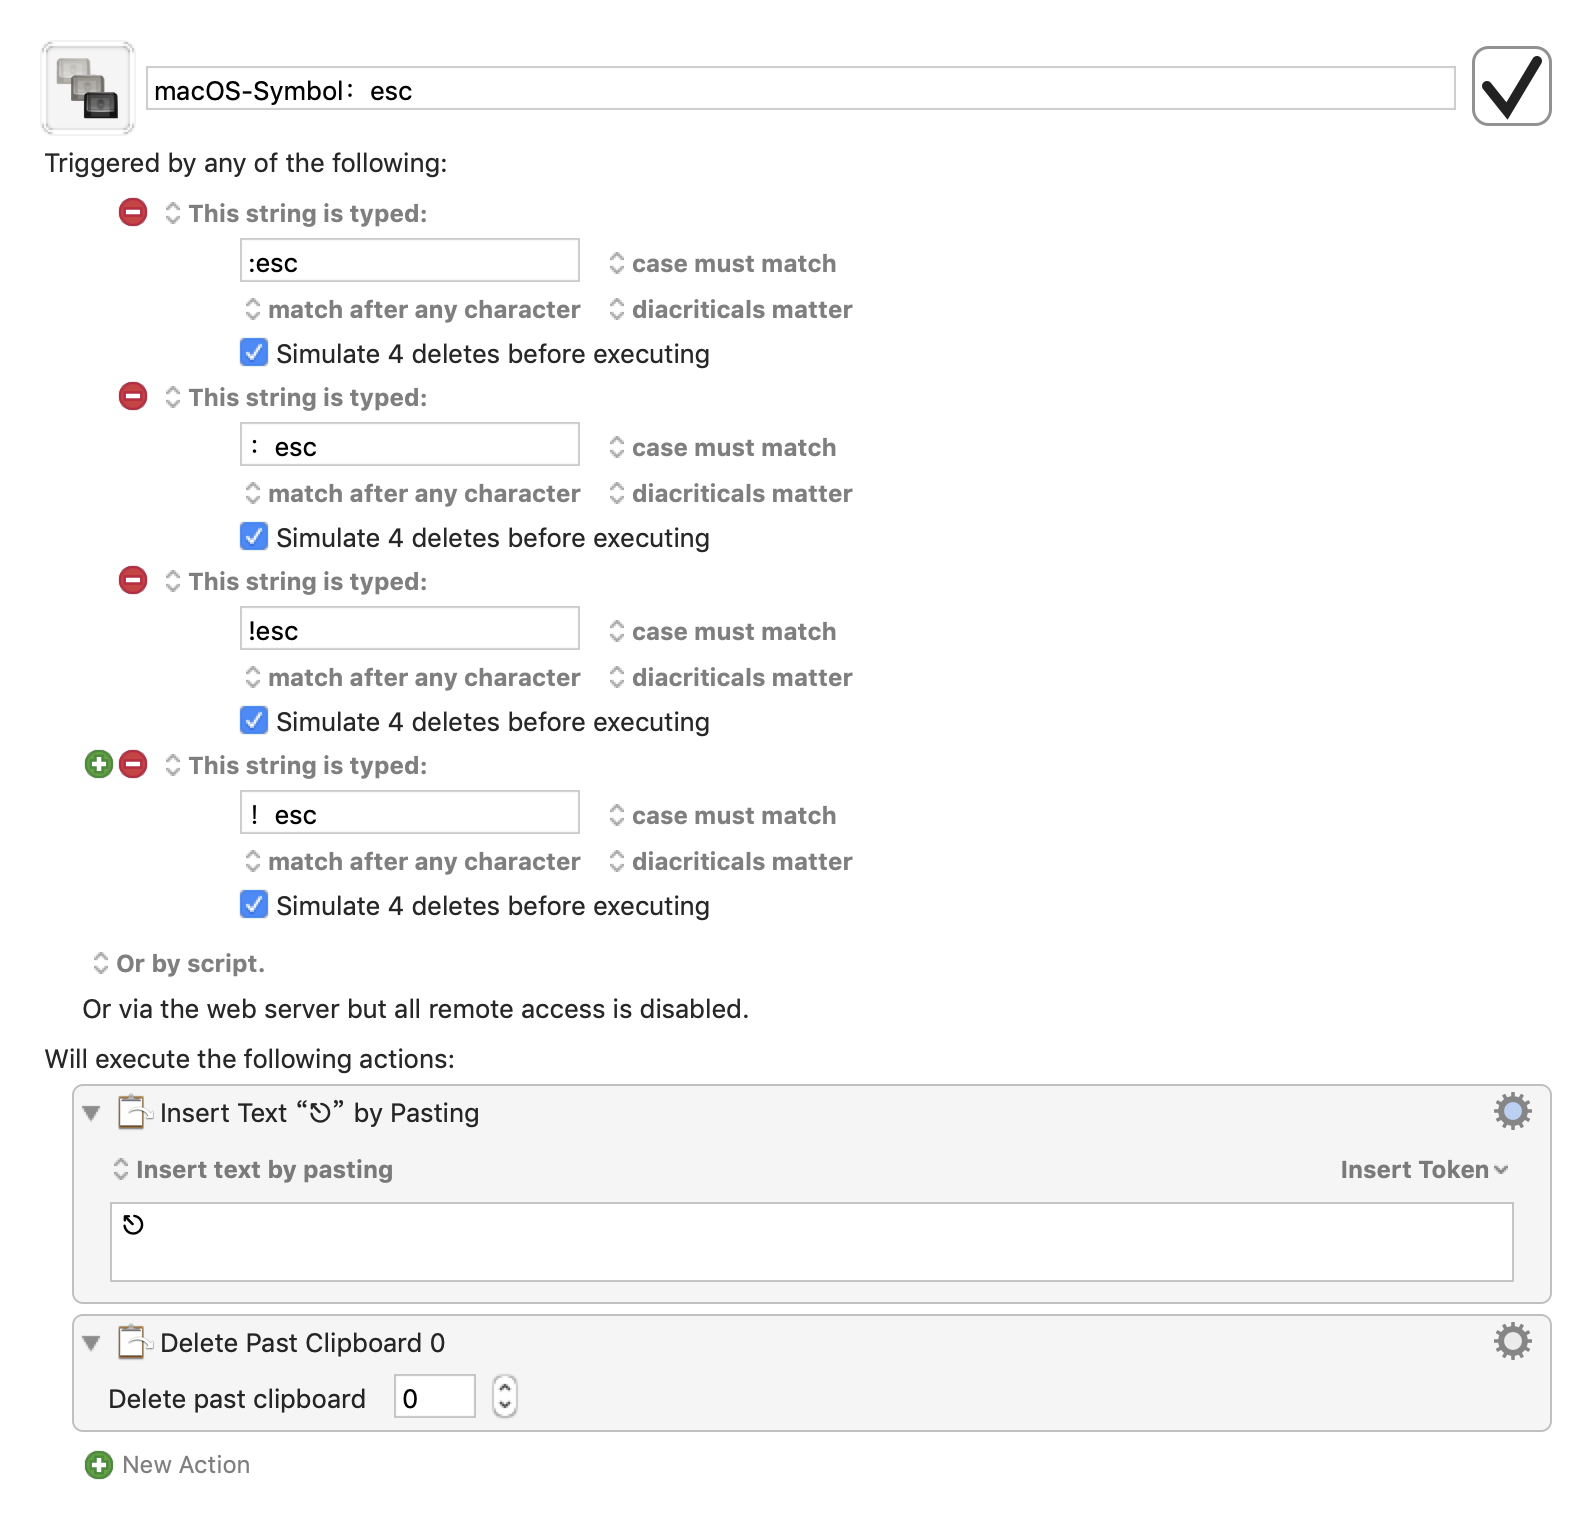 macOS-Symbol：esc
Triggered by any of the following:
This string is typed:
:esc
case must match
match after any character
diacriticals matter
Simulate 4 deletes before executing
This string is typed:
：esc
case must match
match after any character
diacriticals matter
Simulate 4 deletes before executing
This string is typed:
!esc
case must match
match after any character
diacriticals matter
Simulate 4 deletes before executing
This string is typed:
！esc
case must match
match after any character
diacriticals matter
Simulate 4 deletes before executing
Or by script.
Or via the web server but all remote access is disabled.
Will execute the following actions:
Insert Text “⎋” by Pasting
Insert text by pasting
Insert Token
⎋
Delete Past Clipboard 0
Delete past clipboard
0
New Action